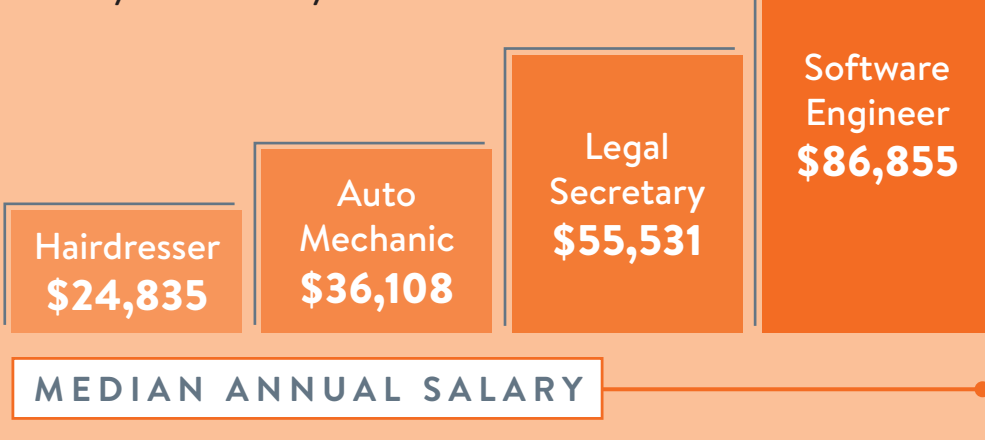 Hairdresser
$24,835
Auto
Mechanic
$36,108
Legal
Secretary
$55,531
Software
Engineer
$86,855
MEDIAN ANNUAL SALARY